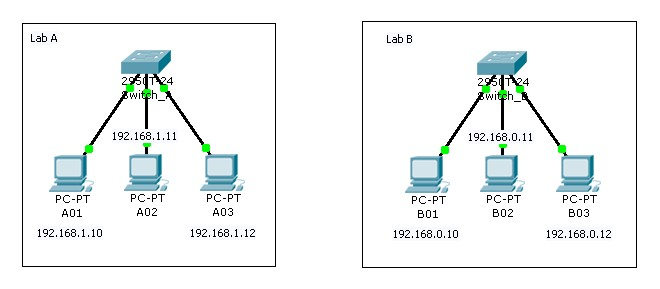 Lab A
2950T-24
Switch_A
192.168.1.11
PC-PT
A01
PC-PT
A02
PC-PT
A03
192.168.1.10
192.168.1.12
Lab B
2950T-24
Switch_B
192.168.0.11
PC-PT
B01
PC-PT
B02
PC-PT
B03
192.168.0.10
192.168.0.12